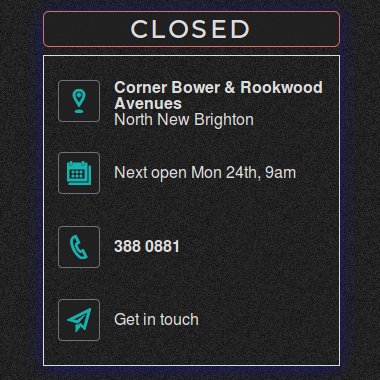 CLOSED
Corner Bower & Rookwood
Avenues
North New Brighton
Next open Mon 24th, 9am
388 0881
Get in touch